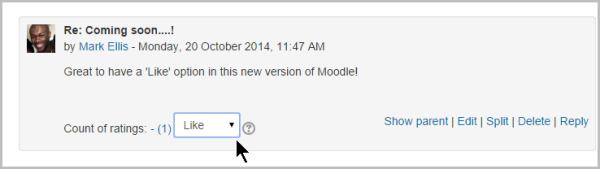 Re: Coming soon....!
by Mark Ellis - Monday, 20 October 2014, 11:47 AM
Great to have a 'Like' option in this new version of Moodle!
Count of ratings: - (1) Like
Show parent | Edit | Split | Delete | Reply